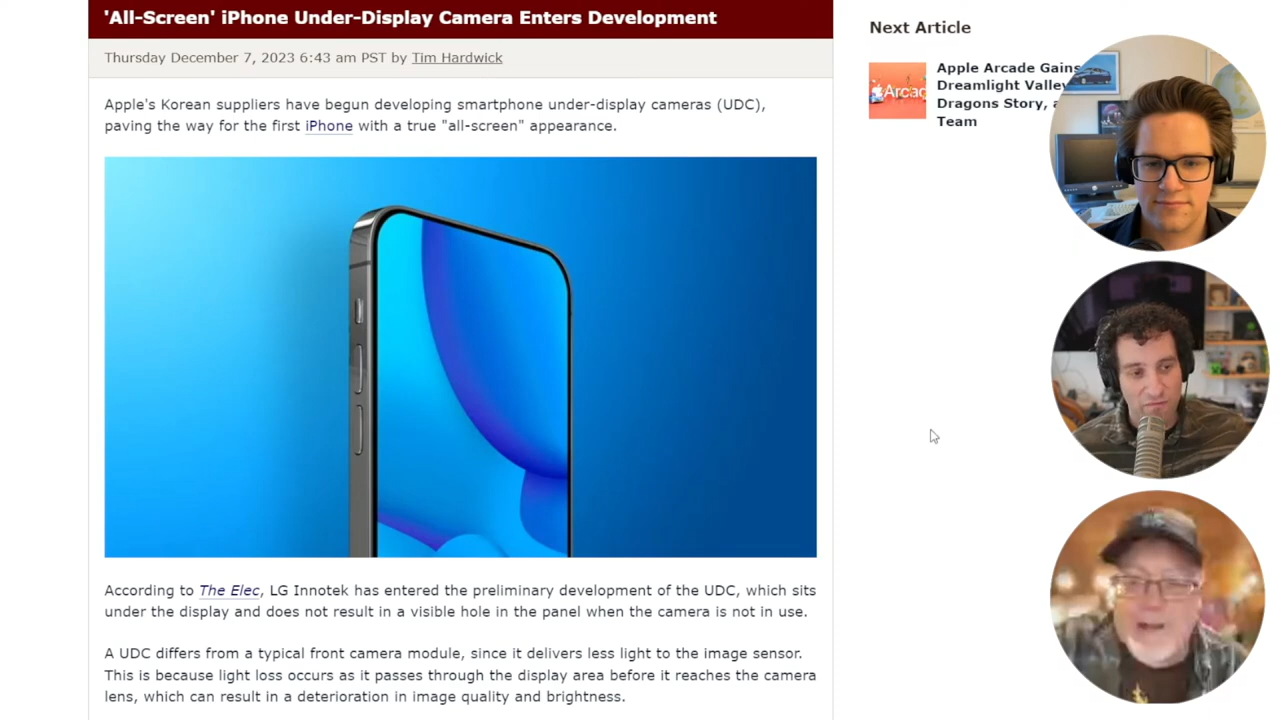 'All-Screen' iPhone Under-Display Camera Enters Development
Thursday December 7, 2023 6:43 am PST by Tim Hardwick
Apple's Korean suppliers have begun developing smartphone under-display cameras (UDC),
paving the way for the first iPhone with a true "all-screen" appearance.
According to The Elec, LG Innotek has entered the preliminary development of the UDC, which sits
under the display and does not result in a visible hole in the panel when the camera is not in use.
A UDC differs from a typical front camera module, since it delivers less light to the image sensor.
This is because light loss occurs as it passes through the display area before it reaches the camera
lens, which can result in a deterioration in image quality and brightness.
Next Article
Arcad
Apple Arcade Gains
Dreamlight Valley
Dragons Story, a
Team